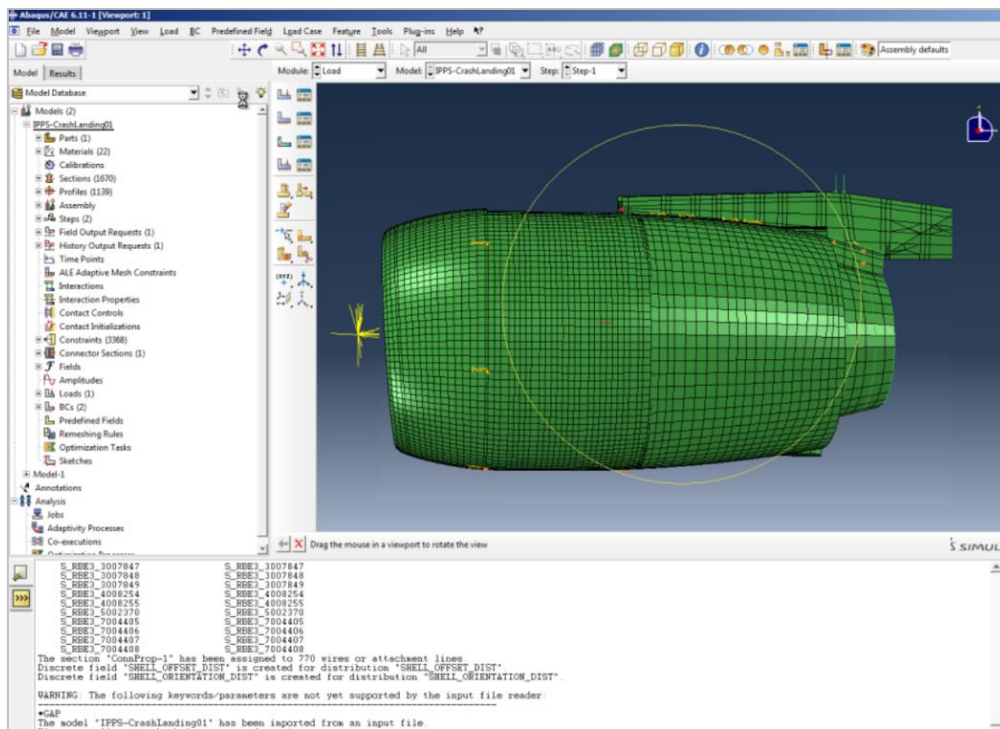 Abaqus/CAE 6.11-1 [Viewport: 1]
File Model Viewport View Load BC Predefined Field Load Case Feature Tools Plug-ins Help
All
Assembly defaults
Model Results
Module: Load Model: IPPS-CrashLanding01 Step: Step-1
Model Database
Models (2)
IPPS-CrashLanding01
Parts (1)
Materials (22)
Calibrations
Sections (1670)
Profiles (1139)
Assembly
Steps (2)
Field Output Requests (1)
History Output Requests (1)
Time Points
ALE Adaptive Mesh Constraints
Interactions
Interaction Properties
Contact Controls
Contact Initializations
Constraints (3368)
Connector Sections (1)
Fields
Amplitudes
Loads (1)
BCs (2)
Predefined Fields
Remeshing Rules
Optimization Tasks
Sketches
Model-1
Annotations
Analysis
Jobs
Adaptivity Processes
Co-executions
Optimization Processes
(XYZ)
Drag the mouse in a viewport to rotate the view
SIMUL
S_RBE3_3007847 S_RBE3_3007847
S_RBE3_3007848 S_RBE3_3007848
S_RBE3_3007849 S_RBE3_3007849
S_RBE3_4008254 S_RBE3_4008254
S_RBE3_4008255 S_RBE3_4008255
S_RBE3_5002370 S_RBE3_5002370
S_RBE3_7004405 S_RBE3_7004405
S_RBE3_7004406 S_RBE3_7004406
S_RBE3_7004407 S_RBE3_7004407
S_RBE3_7004408 S_RBE3_7004408
The section "ConnProp-1" has been assigned to 770 wires or attachment lines.
Discrete field "SHELL_OFFSET_DIST" is created for distribution "SHELL_OFFSET_DIST".
Discrete field "SHELL_ORIENTATION_DIST" is created for distribution "SHELL_ORIENTATION_DIST".
WARNING: The following keywords/parameters are not yet supported by the input file reader:
*GAP
The model "IPPS-CrashLanding01" has been imported from an input file.